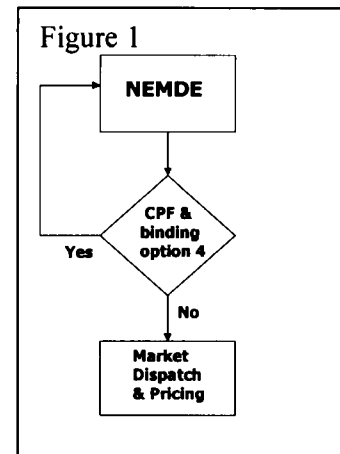 Figure 1
NEMDE
CPF &
binding
option 4
Yes
No
Market
Dispatch
& Pricing